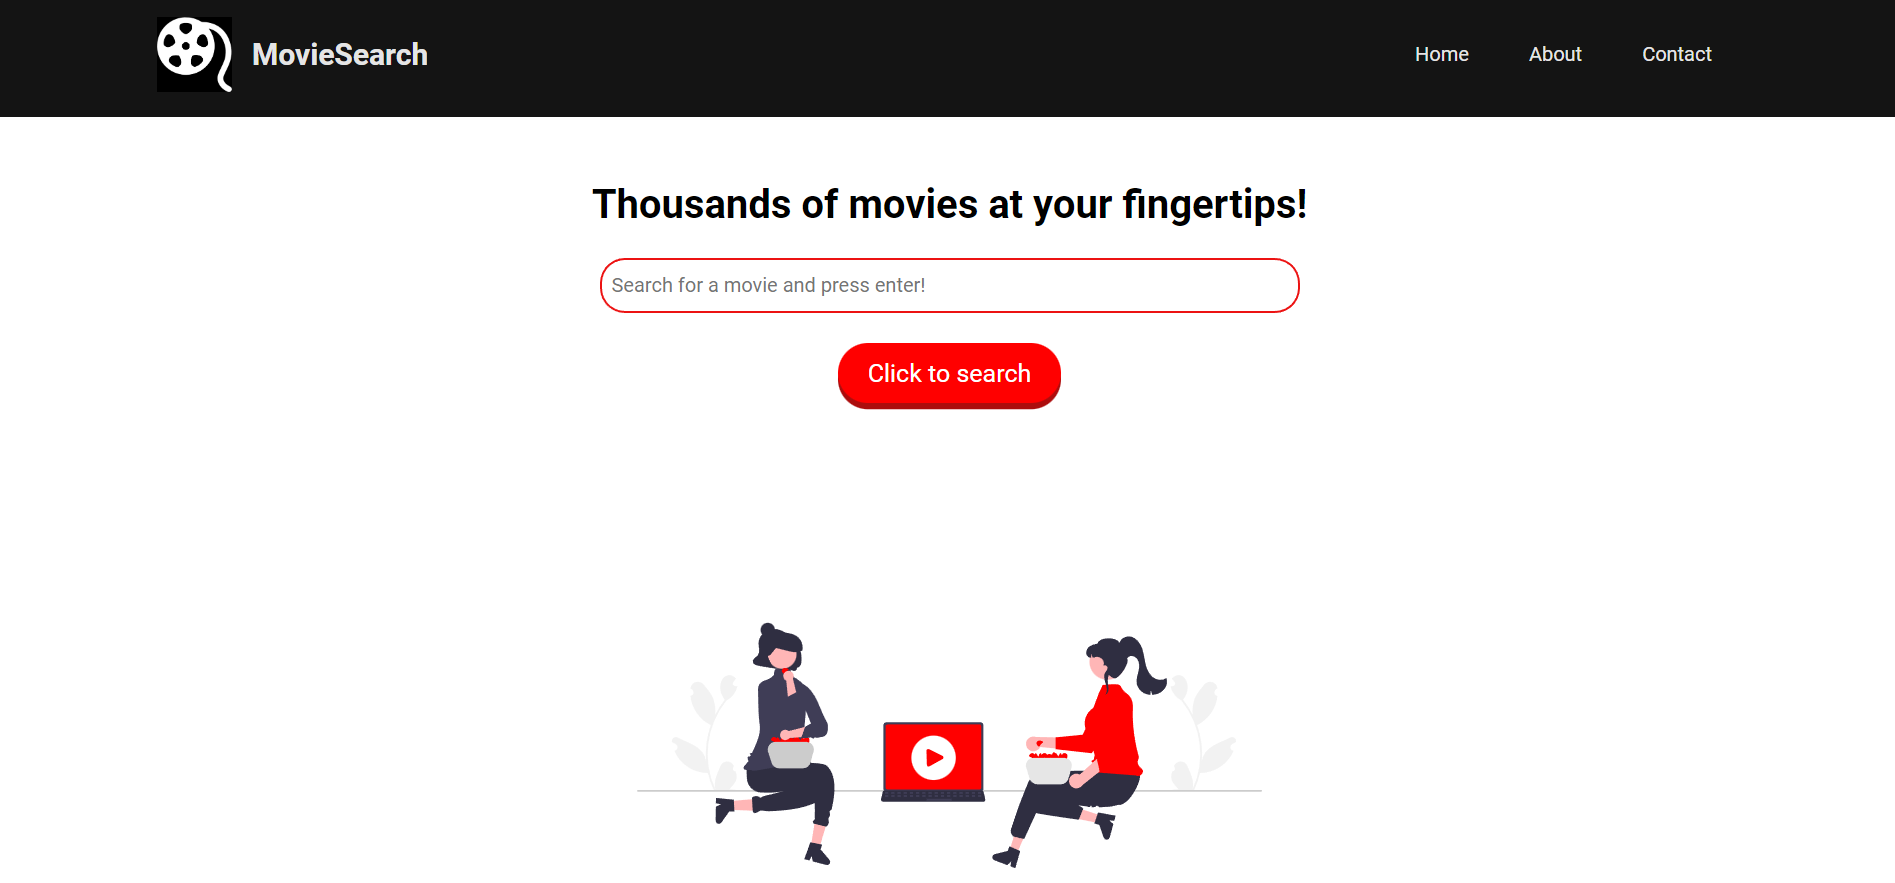 MovieSearch
Home About Contact
Thousands of movies at your fingertips!
Search for a movie and press enter!
Click to search